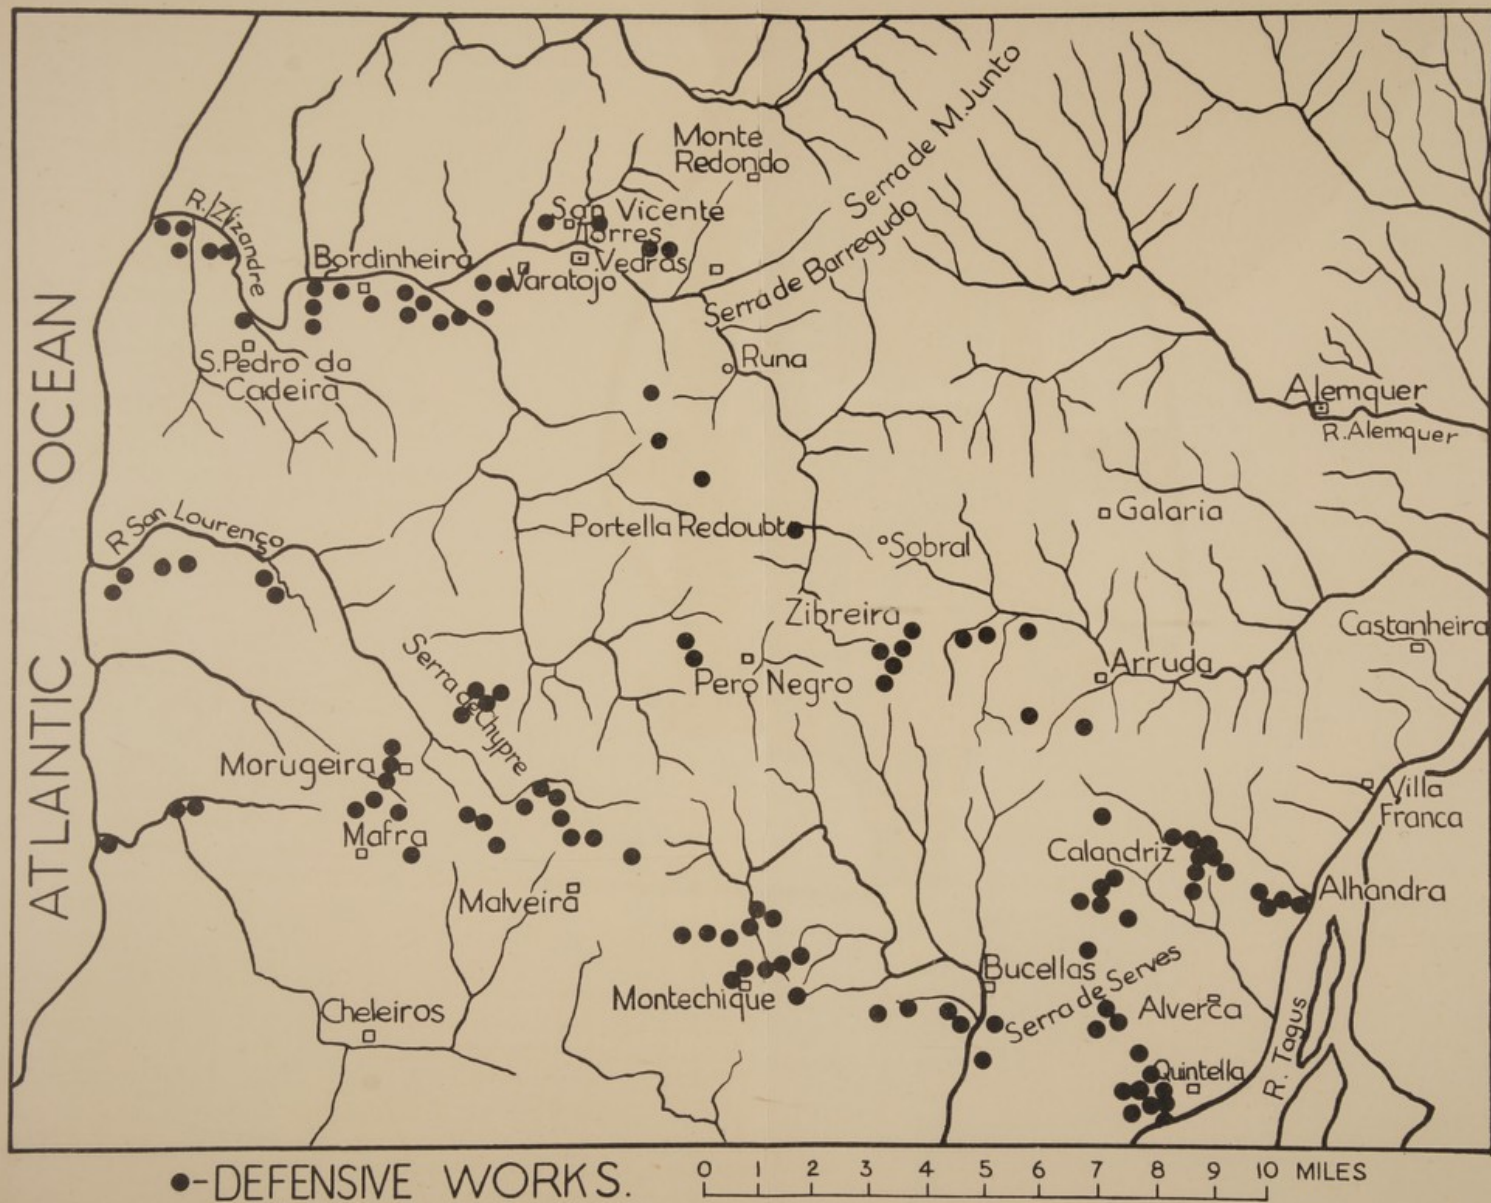 Serra de M.Junto
Monte
Redondo
R. Zizandre
San Vicente
Torres
Vedras
Bordinheira
Varatojo
Serra de Barregudo
OCEAN
S.Pedro da
Cadeira
Runa
Alemquer
R.Alemquer
R San Lourenço
Portella Redoubt
Sobral
Galaria
Zibreira
Castanheira
Serra de Chypre
Pero Negro
Arruda
ATLANTIC
Morugeira
Mafra
Villa
Franca
Calandriz
Malveira
Alhandra
Montechique
Bucellas
Serra de Serves
Alverca
Cheleiros
Quintella
R. Tagus
-DEFENSIVE WORKS.
0 1 2 3 4 5 6 7 8 9 10 MILES